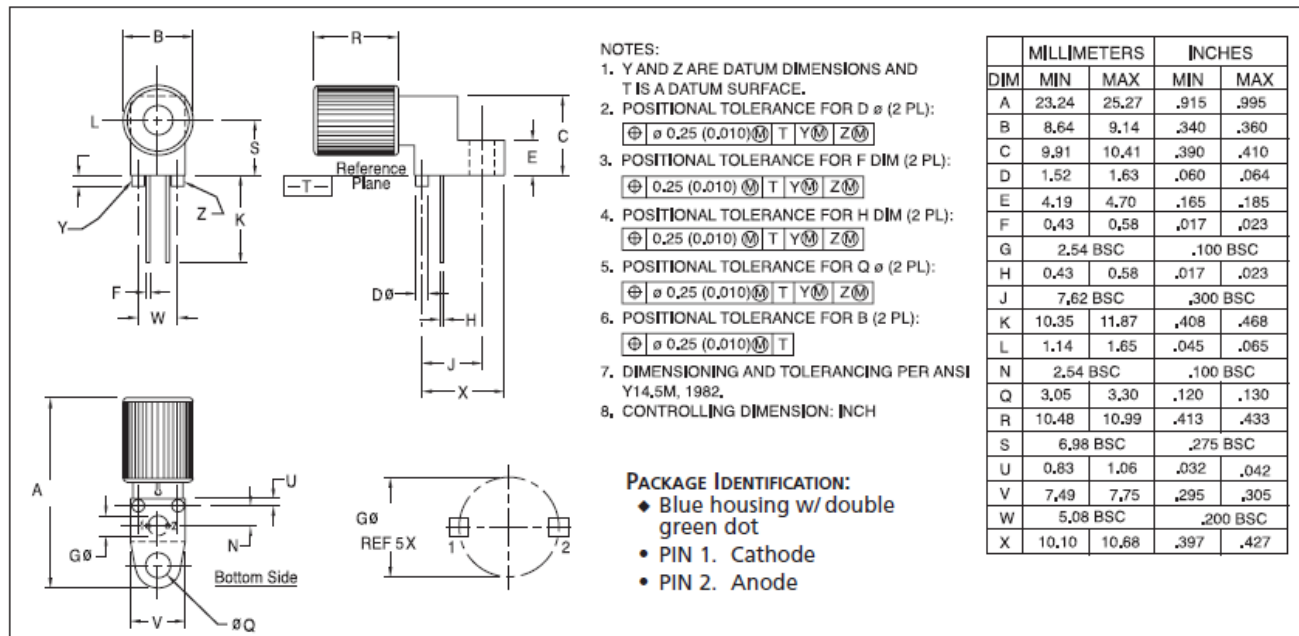 B
R
L
S
C
E
Reference
Plane
–T–
Y
Z
K
F
W
DØ
H
J
X
A
U
GØ
N
Bottom Side
V
ØQ
GØ
REF 5X
1
2
NOTES:
1. Y AND Z ARE DATUM DIMENSIONS AND
T IS A DATUM SURFACE.
2. POSITIONAL TOLERANCE FOR D ø (2 PL):
⌖ ø 0.25 (0.010)Ⓜ T YⓂ ZⓂ
3. POSITIONAL TOLERANCE FOR F DIM (2 PL):
⌖ 0.25 (0.010) Ⓜ T YⓂ ZⓂ
4. POSITIONAL TOLERANCE FOR H DIM (2 PL):
⌖ 0.25 (0.010) Ⓜ T YⓂ ZⓂ
5. POSITIONAL TOLERANCE FOR Q ø (2 PL):
⌖ ø 0.25 (0.010)Ⓜ T YⓂ ZⓂ
6. POSITIONAL TOLERANCE FOR B (2 PL):
⌖ ø 0.25 (0.010)Ⓜ T
7. DIMENSIONING AND TOLERANCING PER ANSI
Y14.5M, 1982.
8. CONTROLLING DIMENSION: INCH
PACKAGE IDENTIFICATION:
◆ Blue housing w/ double
green dot
• PIN 1. Cathode
• PIN 2. Anode
MILLIMETERS INCHES
DIM MIN MAX MIN MAX
A 23.24 25.27 .915 .995
B 8.64 9.14 .340 .360
C 9.91 10.41 .390 .410
D 1.52 1.63 .060 .064
E 4.19 4.70 .165 .185
F 0.43 0.58 .017 .023
G 2.54 BSC .100 BSC
H 0.43 0.58 .017 .023
J 7.62 BSC .300 BSC
K 10.35 11.87 .408 .468
L 1.14 1.65 .045 .065
N 2.54 BSC .100 BSC
Q 3.05 3.30 .120 .130
R 10.48 10.99 .413 .433
S 6.98 BSC .275 BSC
U 0.83 1.06 .032 .042
V 7.49 7.75 .295 .305
W 5.08 BSC .200 BSC
X 10.10 10.68 .397 .427